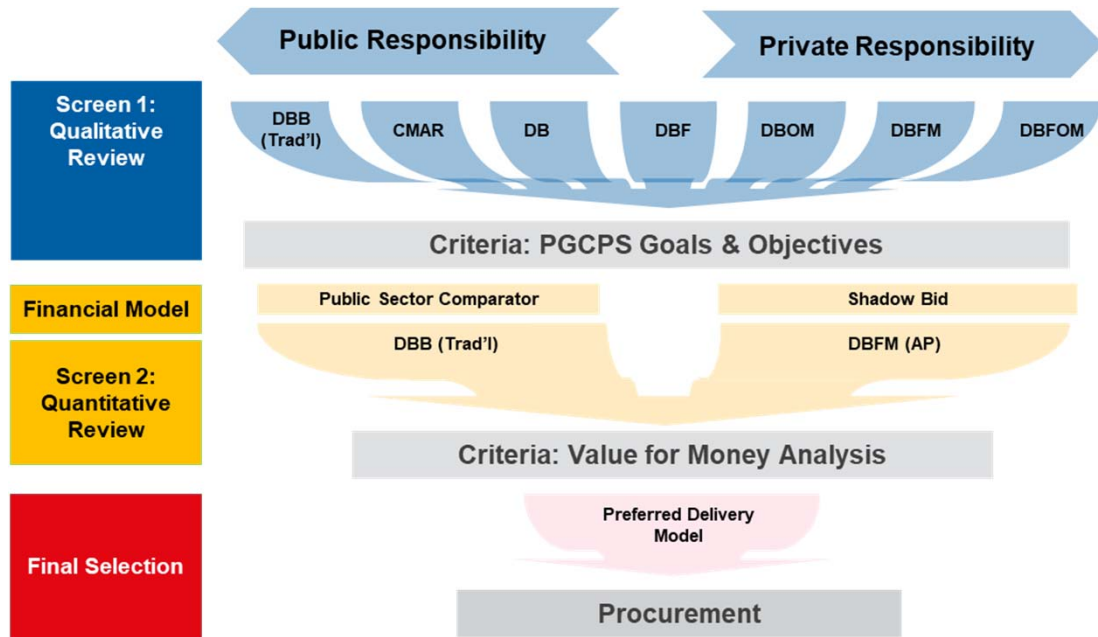 Public Responsibility
Private Responsibility
Screen 1:
Qualitative
Review
DBB
(Trad'l)
CMAR
DB
DBF
DBOM
DBFM
DBFOM
Criteria: PGCPS Goals & Objectives
Financial Model
Public Sector Comparator
Shadow Bid
Screen 2:
Quantitative
Review
DBB (Trad'l)
DBFM (AP)
Criteria: Value for Money Analysis
Final Selection
Preferred Delivery
Model
Procurement